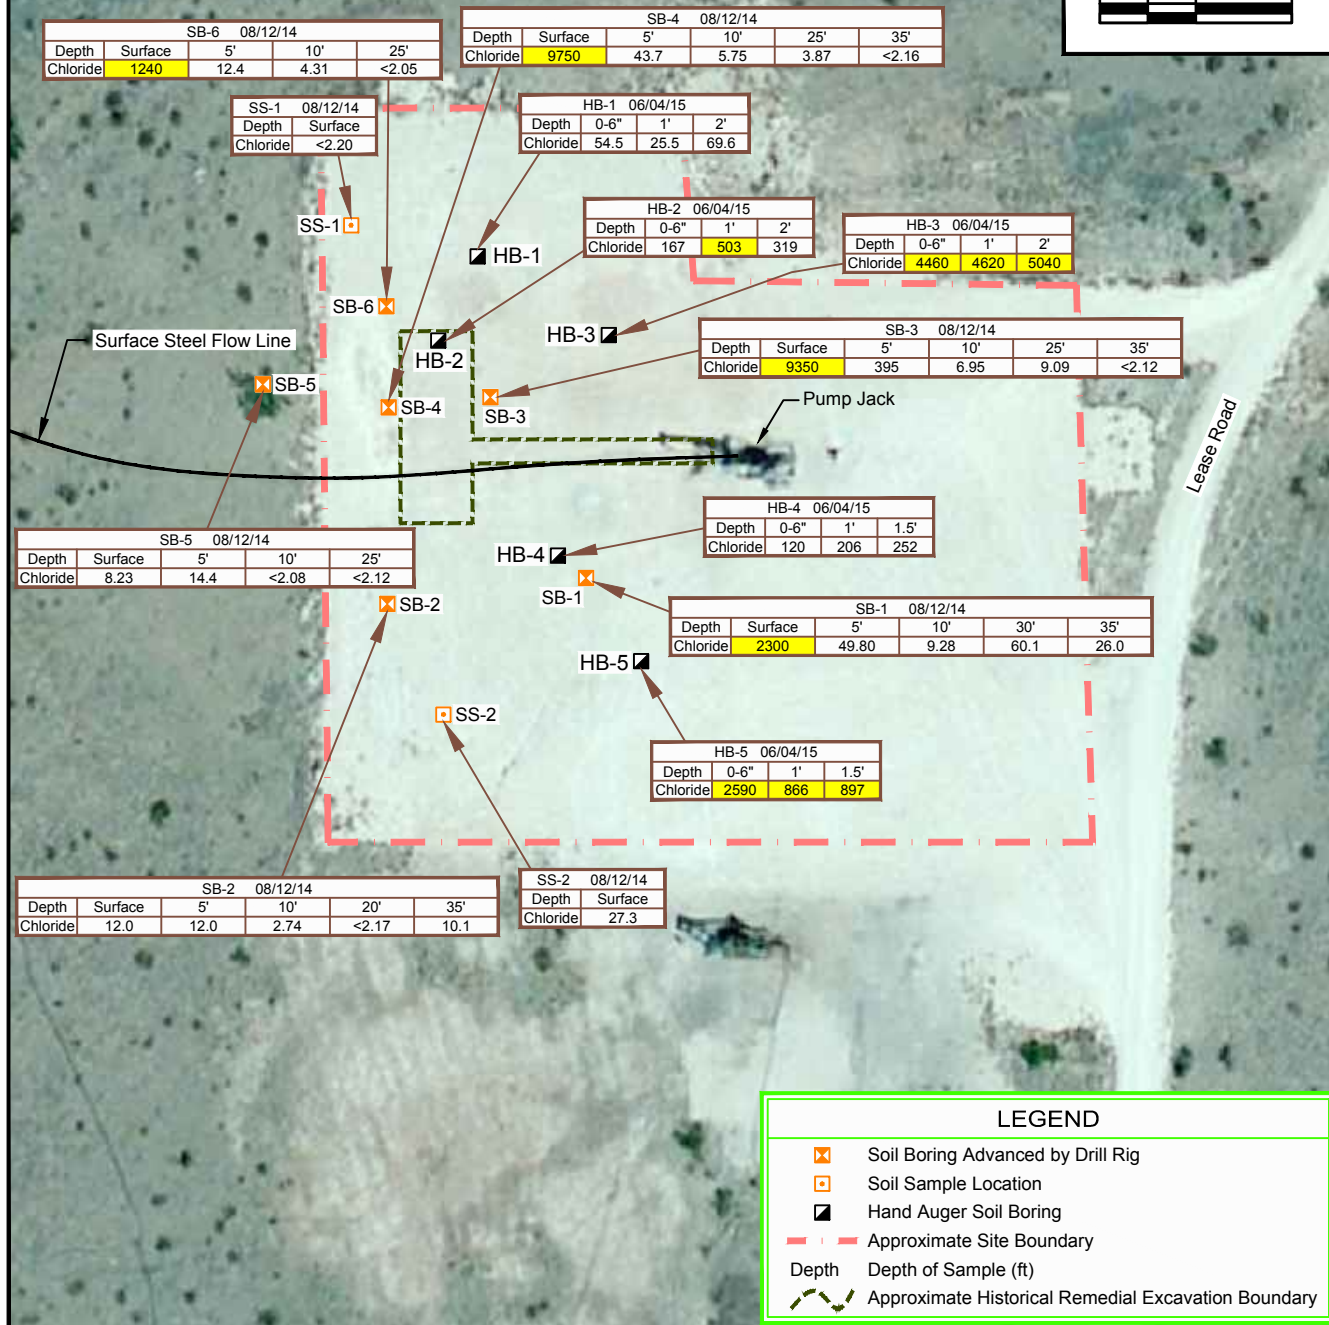 SB-6 08/12/14
Depth Surface 5' 10' 25'
Chloride 1240 12.4 4.31 <2.05
SB-4 08/12/14
Depth Surface 5' 10' 25' 35'
Chloride 9750 43.7 5.75 3.87 <2.16
SS-1 08/12/14
Depth Surface
Chloride <2.20
HB-1 06/04/15
Depth 0-6" 1' 2'
Chloride 54.5 25.5 69.6
HB-2 06/04/15
Depth 0-6" 1' 2'
Chloride 167 503 319
HB-3 06/04/15
Depth 0-6" 1' 2'
Chloride 4460 4620 5040
SS-1
HB-1
SB-6
HB-3
HB-2
Surface Steel Flow Line
SB-3 08/12/14
Depth Surface 5' 10' 25' 35'
Chloride 9350 395 6.95 9.09 <2.12
SB-5
SB-4
SB-3
Pump Jack
Lease Road
HB-4 06/04/15
Depth 0-6" 1' 1.5'
Chloride 120 206 252
SB-5 08/12/14
Depth Surface 5' 10' 25'
Chloride 8.23 14.4 <2.08 <2.12
HB-4
SB-1
SB-2
SB-1 08/12/14
Depth Surface 5' 10' 30' 35'
Chloride 2300 49.80 9.28 60.1 26.0
HB-5
SS-2
HB-5 06/04/15
Depth 0-6" 1' 1.5'
Chloride 2590 866 897
SB-2 08/12/14
Depth Surface 5' 10' 20' 35'
Chloride 12.0 12.0 2.74 <2.17 10.1
SS-2 08/12/14
Depth Surface
Chloride 27.3
LEGEND
Soil Boring Advanced by Drill Rig
Soil Sample Location
Hand Auger Soil Boring
Approximate Site Boundary
Depth Depth of Sample (ft)
Approximate Historical Remedial Excavation Boundary